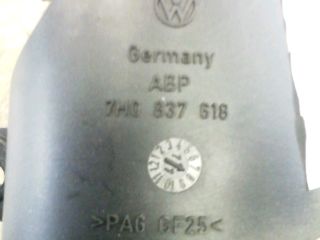 Germany
ABP
7H0 837 618
>PA6 GF25<